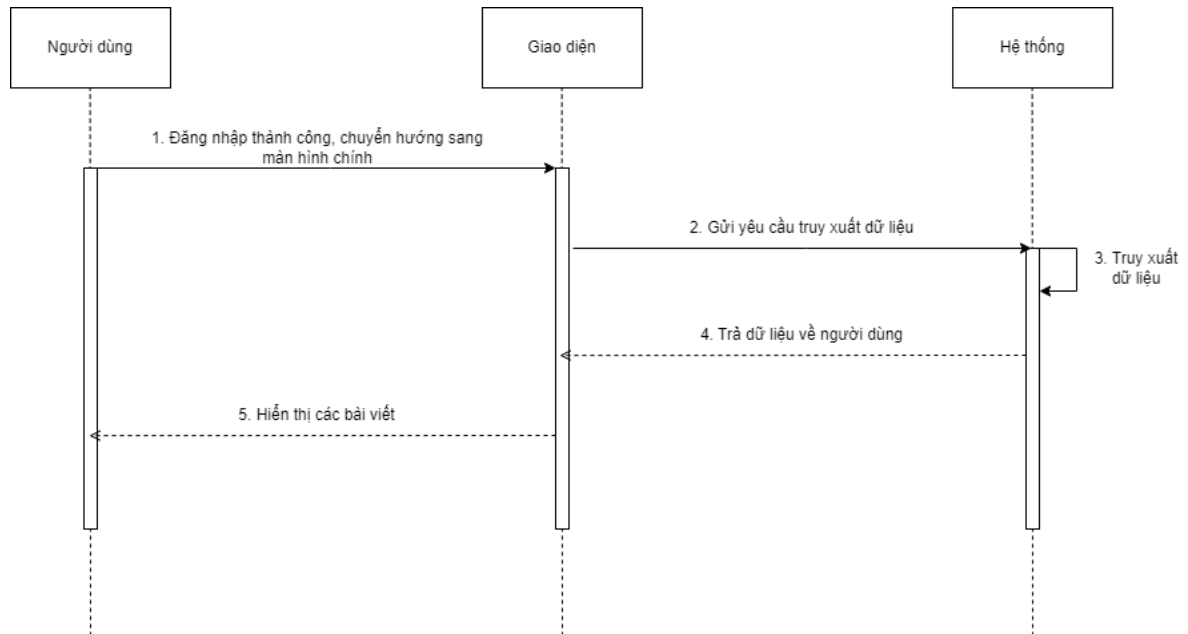 Người dùng
Giao diện
Hệ thống
1. Đăng nhập thành công, chuyển hướng sang
màn hình chính
2. Gửi yêu cầu truy xuất dữ liệu
3. Truy xuất
dữ liệu
4. Trả dữ liệu về người dùng
5. Hiển thị các bài viết